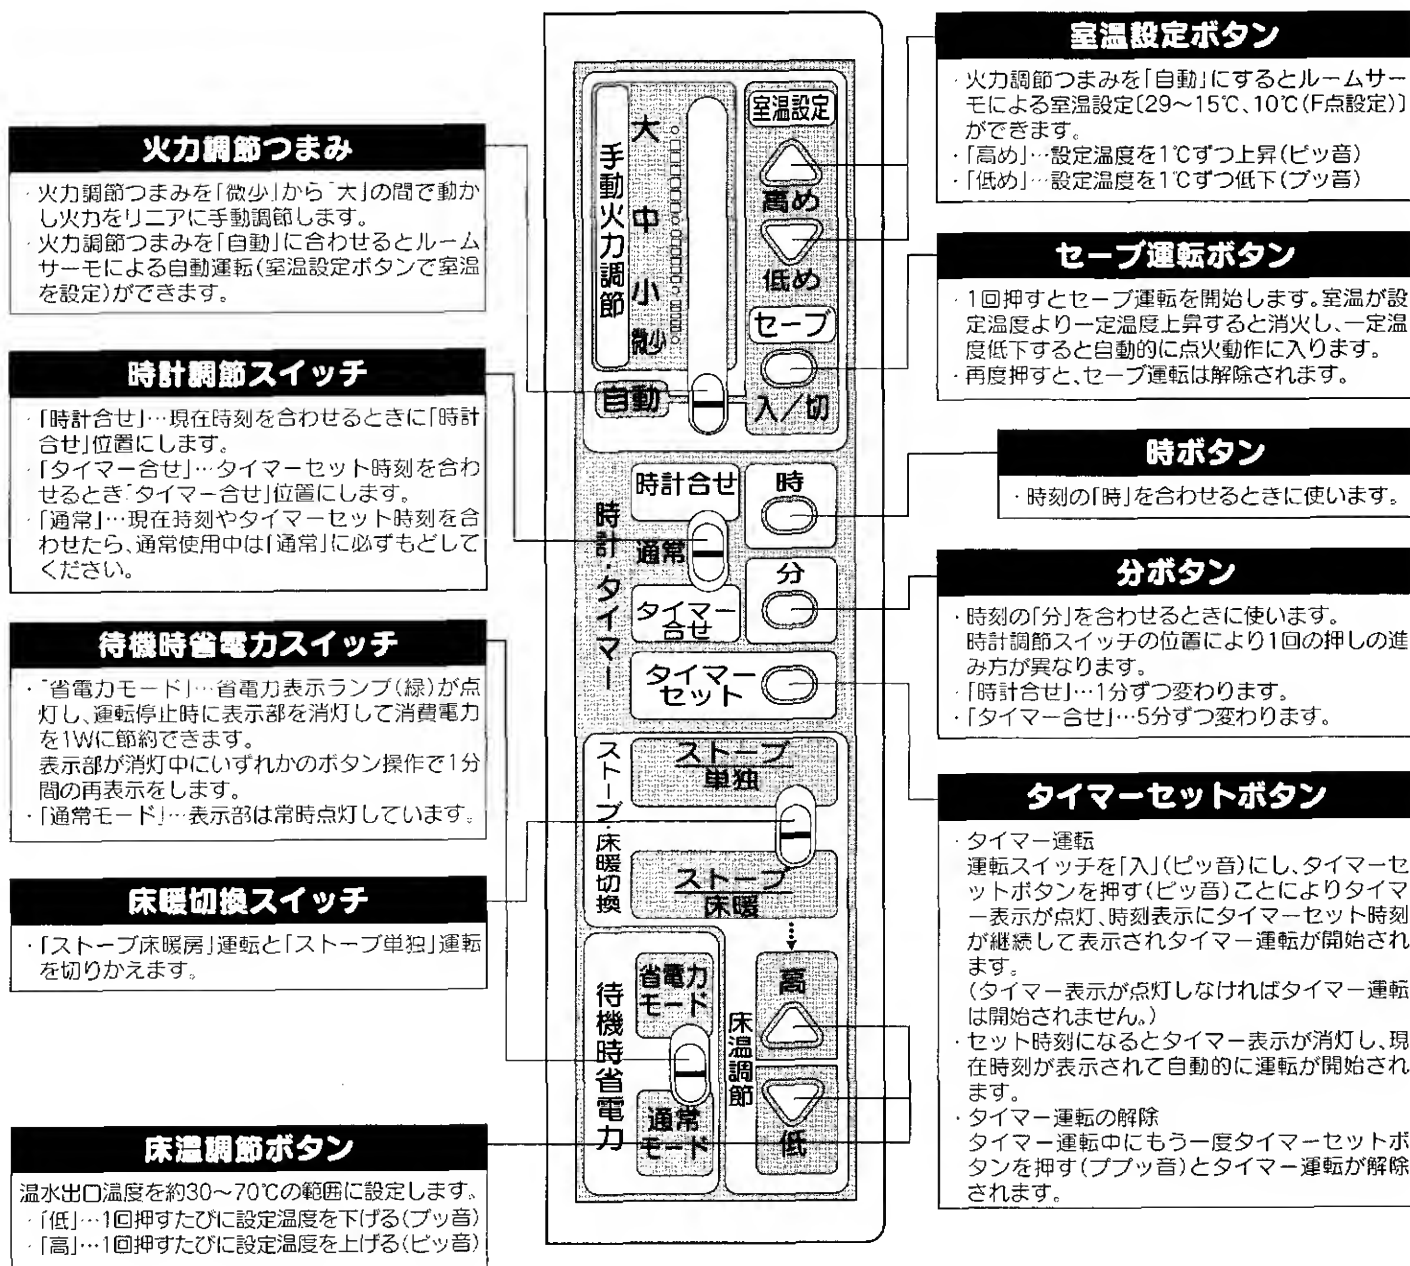 火力調節つまみ
・火力調節つまみを「微少」から「大」の間で動か
し火力をリニアに手動調節します。
・火力調節つまみを「自動」に合わせるとルーム
サーモによる自動運転(室温設定ボタンで室温
を設定)ができます。
時計調節スイッチ
・「時計合せ」…現在時刻を合わせるときに「時計
合せ」位置にします。
・「タイマー合せ」…タイマーセット時刻を合わ
せるとき「タイマー合せ」位置にします。
・「通常」…現在時刻やタイマーセット時刻を合
わせたら、通常使用中は「通常」に必ずもどして
ください。
待機時省電力スイッチ
・「省電力モード」…省電力表示ランプ(緑)が点
灯し、運転停止時に表示部を消灯して消費電力
を1Wに節約できます。
表示部が消灯中にいずれかのボタン操作で1分
間の再表示をします。
・「通常モード」…表示部は常時点灯しています。
床暖切換スイッチ
・「ストーブ床暖房」運転と「ストーブ単独」運転
を切りかえます。
床温調節ボタン
温水出口温度を約30〜70℃の範囲に設定します。
・「低」…1回押すたびに設定温度を下げる(プッ音)
・「高」…1回押すたびに設定温度を上げる(ピッ音)
手動火力調節
大
中
小
微少
自動
室温設定
高め
低め
セーブ
入/切
時計・タイマー
時計合せ
通常
タイマー
合せ
時
分
タイマー
セット
ストーブ・床暖切換
ストーブ
単独
ストーブ
床暖
待機時省電力
省電力
モード
通常
モード
床温調節
高
低
室温設定ボタン
・火力調節つまみを「自動」にするとルームサー
モによる室温設定〔29〜15℃、10℃(F点設定)〕
ができます。
・「高め」…設定温度を1℃ずつ上昇(ピッ音)
・「低め」…設定温度を1℃ずつ低下(プッ音)
セーブ運転ボタン
・1回押すとセーブ運転を開始します。室温が設
定温度より一定温度上昇すると消火し、一定温
度低下すると自動的に点火動作に入ります。
・再度押すと、セーブ運転は解除されます。
時ボタン
・時刻の「時」を合わせるときに使います。
分ボタン
・時刻の「分」を合わせるときに使います。
時計調節スイッチの位置により1回の押しの進
み方が異なります。
・「時計合せ」…1分ずつ変わります。
・「タイマー合せ」…5分ずつ変わります。
タイマーセットボタン
・タイマー運転
運転スイッチを「入」(ピッ音)にし、タイマーセ
ットボタンを押す(ピッ音)ことによりタイマ
ー表示が点灯、時刻表示にタイマーセット時刻
が継続して表示されタイマー運転が開始され
ます。
(タイマー表示が点灯しなければタイマー運転
は開始されません。)
・セット時刻になるとタイマー表示が消灯し、現
在時刻が表示されて自動的に運転が開始され
ます。
・タイマー運転の解除
タイマー運転中にもう一度タイマーセットボ
タンを押す(ププッ音)とタイマー運転が解除
されます。